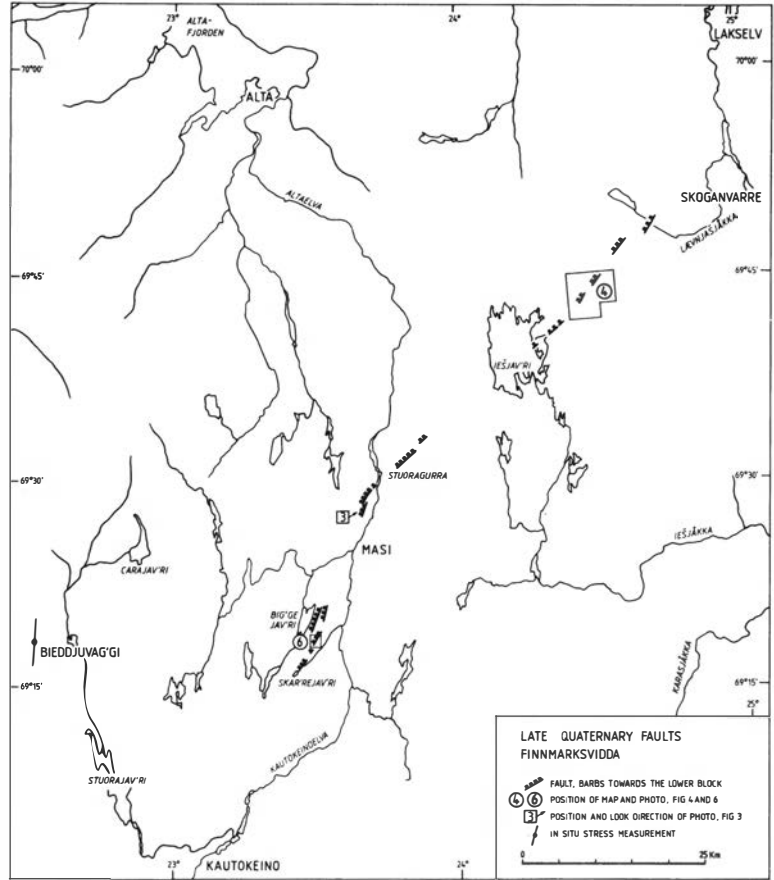 23°
24°
25°
ALTA-
FJORDEN
LAKSELV
70°00'
70°00'
ALTA
ALTAELVA
SKOGANVARRE
LÆVNJAŠJÅKKA
69°45'
69°45'
4
IEŠJAV'RI
STUORAGURRA
69°30'
69°30'
3
MASI
IEŠJÅKKA
CARAJAV'RI
BIG'GE
JAV'RI
6
BIEDDJUVAG'GI
KARASJÅKKA
69°15'
69°15'
SKAR'REJAV'RI
25°
KAUTOKEINOELVA
STUORAJAV'RI
LATE QUATERNARY FAULTS
FINNMARKSVIDDA
FAULT, BARBS TOWARDS THE LOWER BLOCK
4 6 POSITION OF MAP AND PHOTO, FIG 4 AND 6
3 POSITION AND LOOK DIRECTION OF PHOTO, FIG 3
IN SITU STRESS MEASUREMENT
0 25 Km
23°
24°
KAUTOKEINO